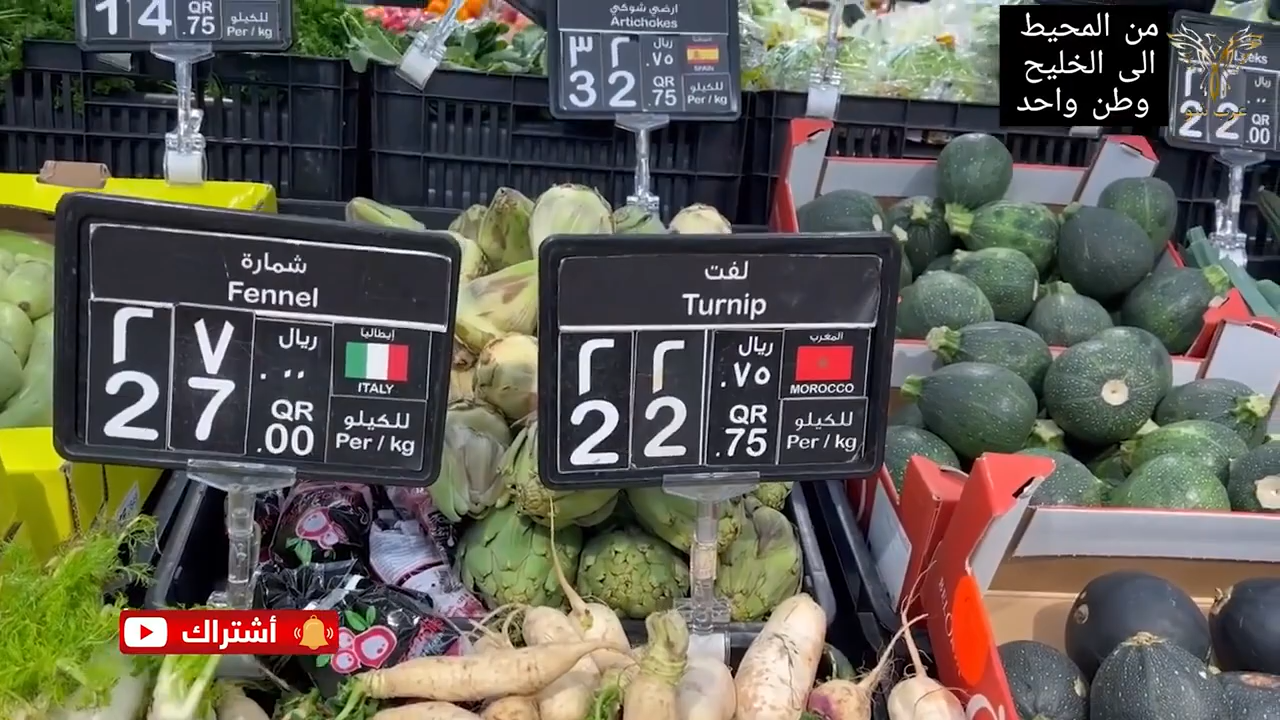 14 QR .75 للكيلو Per / kg
ارضي شوكي
Artichokes
٣٢ ريال .٧٥
SPAIN
32 QR .75 للكيلو Per / kg
من المحيط
الى الخليج
وطن واحد
٠٠.
22 .00
شمارة
Fennel
٢٧ ريال .٠٠
إيطاليا
ITALY
27 QR .00
للكيلو
Per / kg
لفت
Turnip
٢٢ ريال .٧٥
المغرب
MOROCCO
22 QR .75
للكيلو
Per / kg
أشتراك